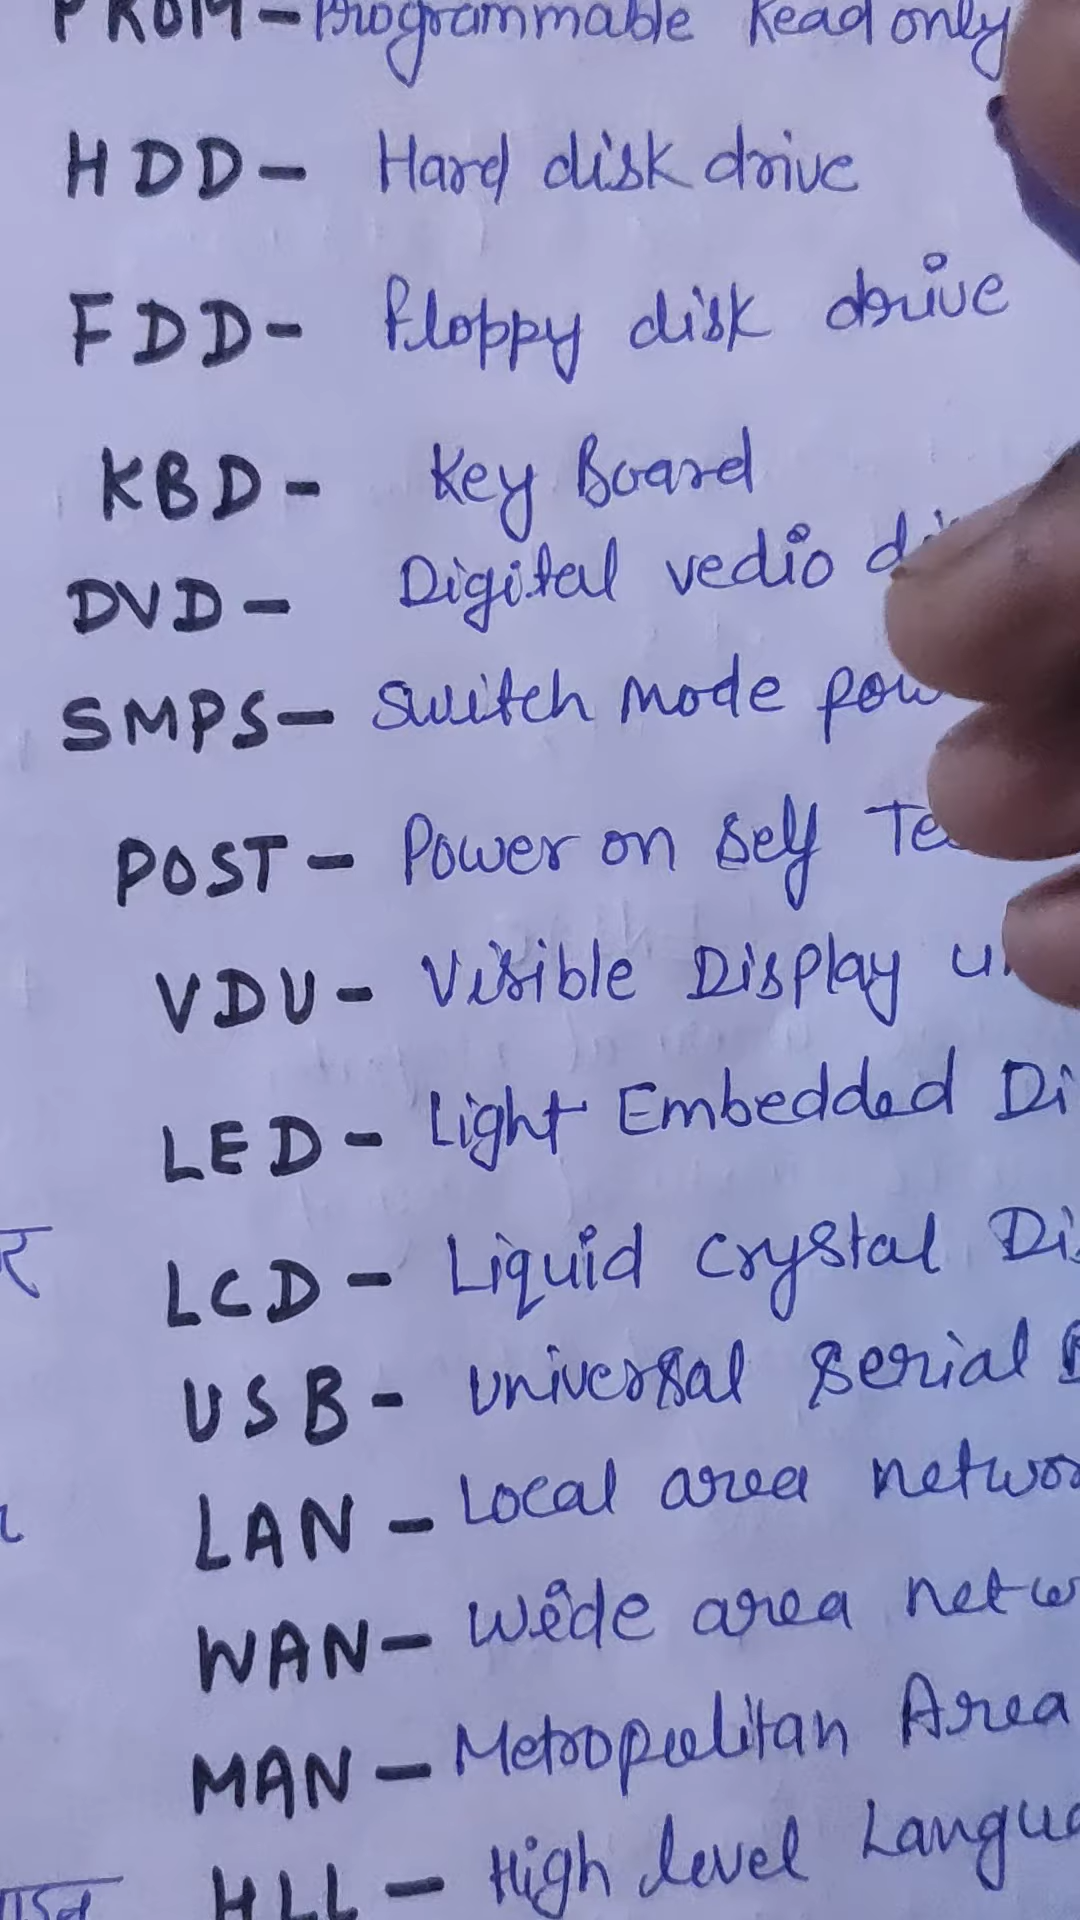 PROM - Programmable Read only
HDD - Hard disk drive
FDD - floppy disk drive
KBD - Key Board
DVD - Digital vedio
SMPS - Switch mode
POST - Power on self
VDU - Visible Display
LED - Light Embedded
LCD - Liquid crystal
USB - universal serial
LAN - Local area
WAN - wide area
MAN - Metropolitan Area
HLL - High level